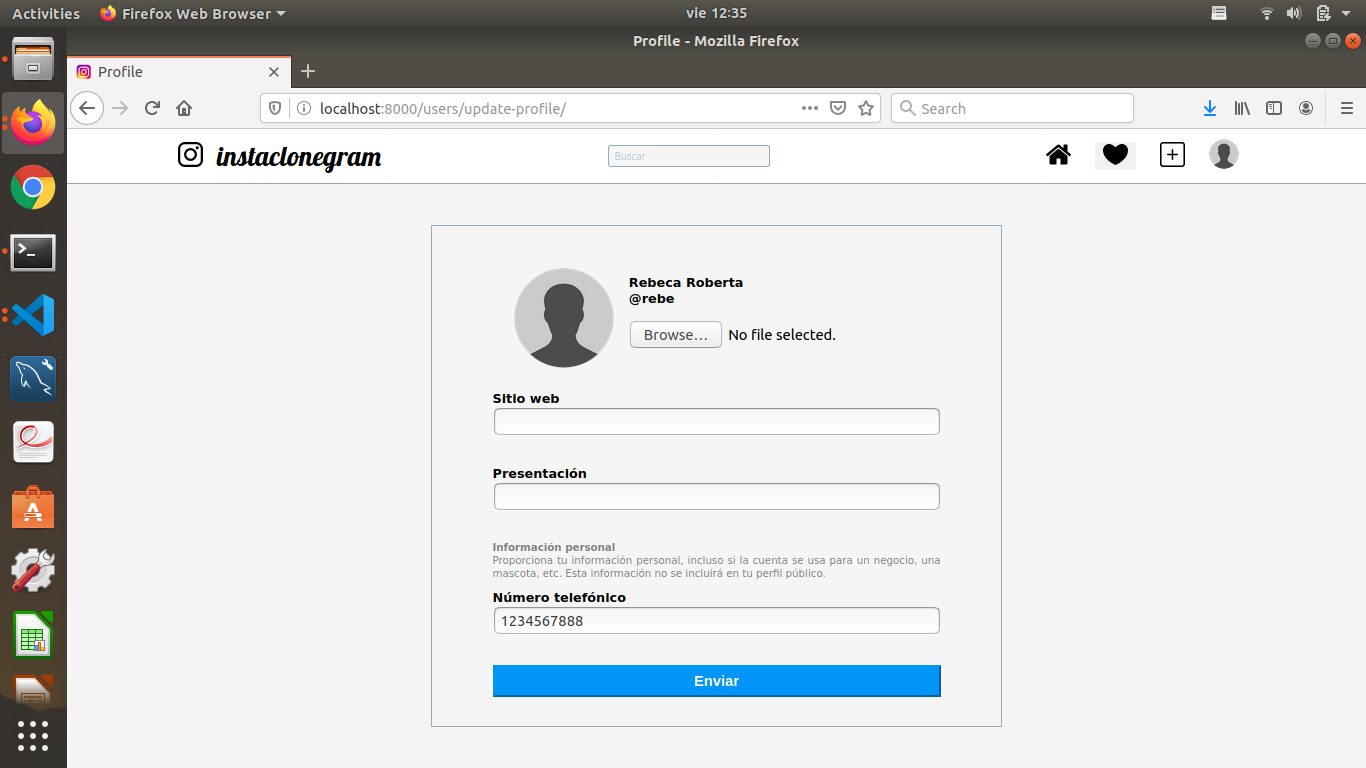 Activities
Firefox Web Browser
vie 12:35
Profile - Mozilla Firefox
Profile
localhost:8000/users/update-profile/
Search
instaclonegram
Buscar
Rebeca Roberta
@rebe
Browse…
No file selected.
Sitio web
Presentación
Información personal
Proporciona tu información personal, incluso si la cuenta se usa para un negocio, una
mascota, etc. Esta información no se incluirá en tu perfil público.
Número telefónico
1234567888
Enviar